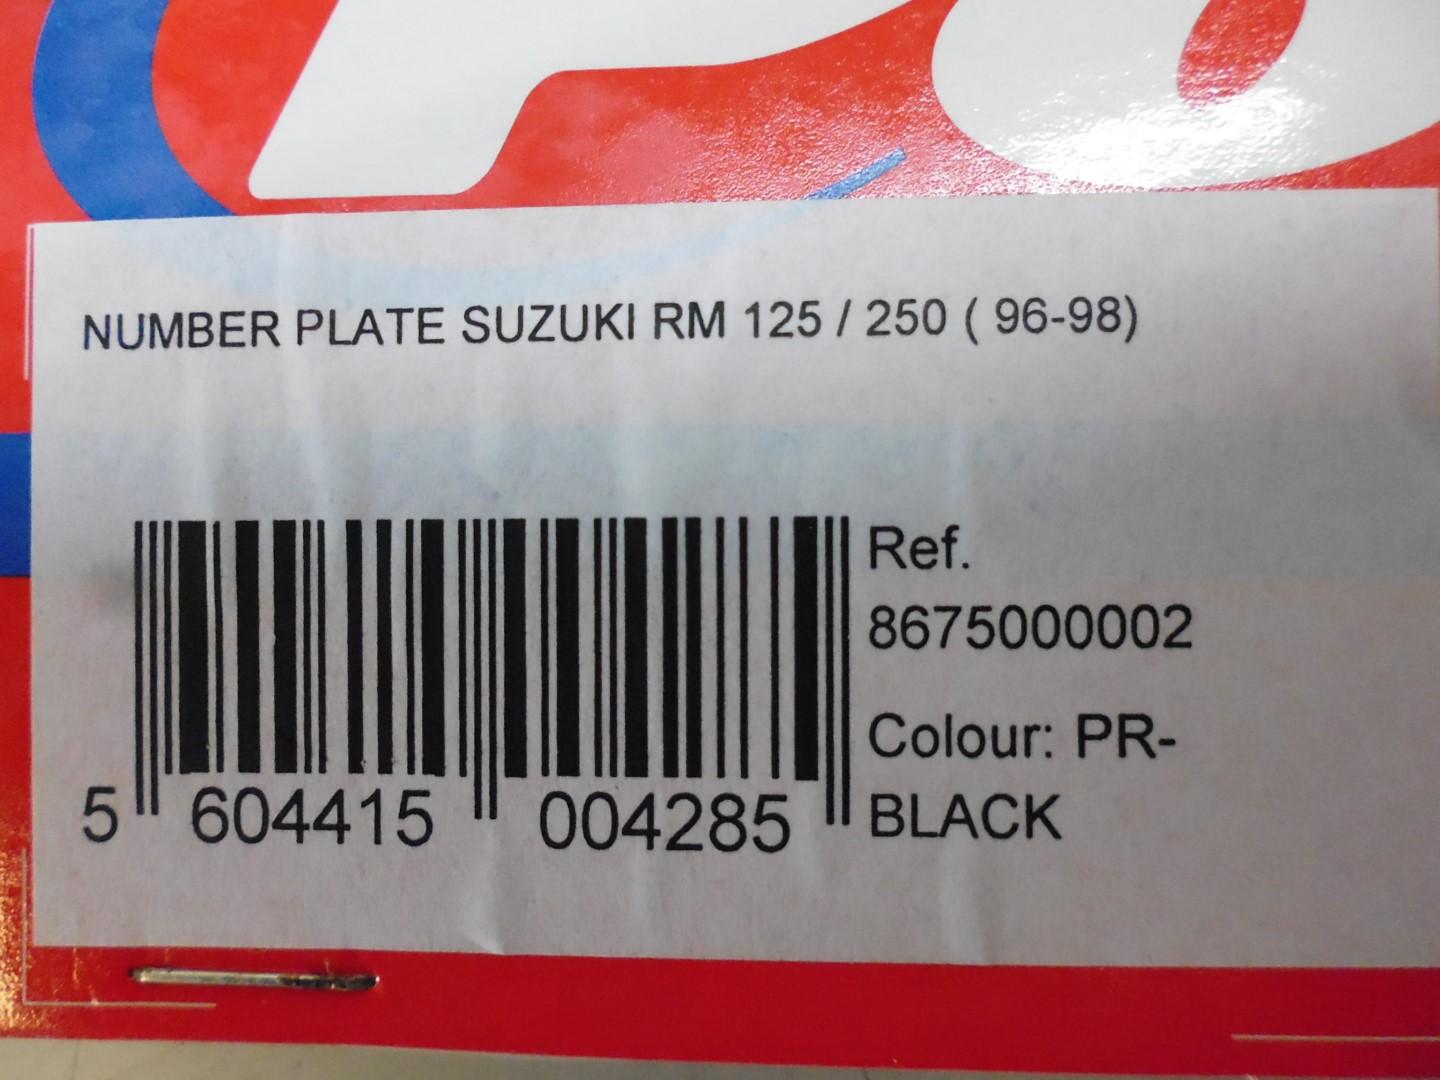 NUMBER PLATE SUZUKI RM 125 / 250 ( 96-98)
Ref.
8675000002
Colour: PR-
BLACK
5 604415 004285